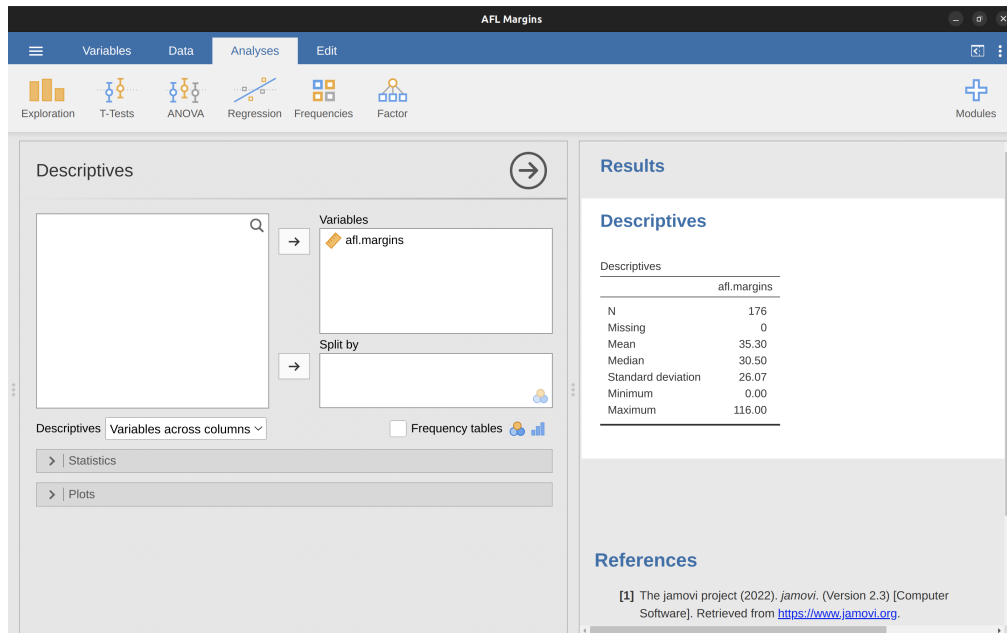 AFL Margins
Variables Data Analyses Edit
Exploration T-Tests ANOVA Regression Frequencies Factor Modules
Descriptives
Variables
afl.margins
Split by
Descriptives Variables across columns Frequency tables
Statistics
Plots
Results
Descriptives
Descriptives
afl.margins
N 176
Missing 0
Mean 35.30
Median 30.50
Standard deviation 26.07
Minimum 0.00
Maximum 116.00
References
[1] The jamovi project (2022). jamovi. (Version 2.3) [Computer
Software]. Retrieved from https://www.jamovi.org.